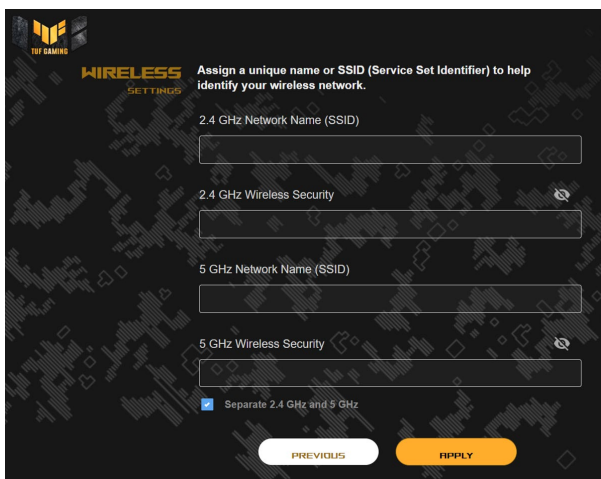 TUF GAMING
WIRELESS
SETTINGS
Assign a unique name or SSID (Service Set Identifier) to help
identify your wireless network.
2.4 GHz Network Name (SSID)
2.4 GHz Wireless Security
5 GHz Network Name (SSID)
5 GHz Wireless Security
Separate 2.4 GHz and 5 GHz
PREVIOUS
APPLY